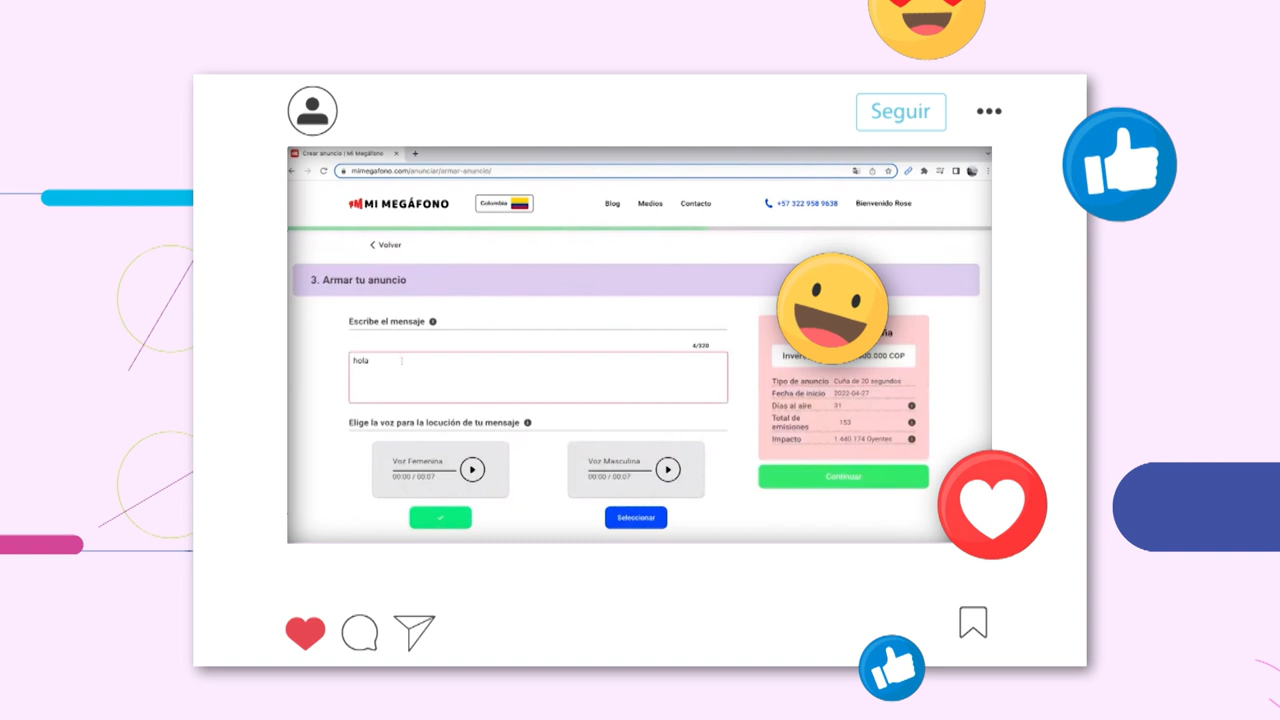 Seguir
Crear anuncio | Mi Megáfono
mimegafono.com/anunciar/armar-anuncio/
MI MEGÁFONO
Colombia
Blog
Medios
Contacto
+57 322 958 9638
Bienvenido Rose
Volver
3. Armar tu anuncio
Escribe el mensaje
4/320
hola
Elige la voz para la locución de tu mensaje
Voz Femenina
00:00 / 00:07
Voz Masculina
00:00 / 00:07
Seleccionar
COP
Tipo de anuncio Cuña de 20 segundos
Fecha de inicio 2022-04-27
Días al aire 31
Total de
emisiones 153
Impacto 1.440.174 Oyentes
Continuar